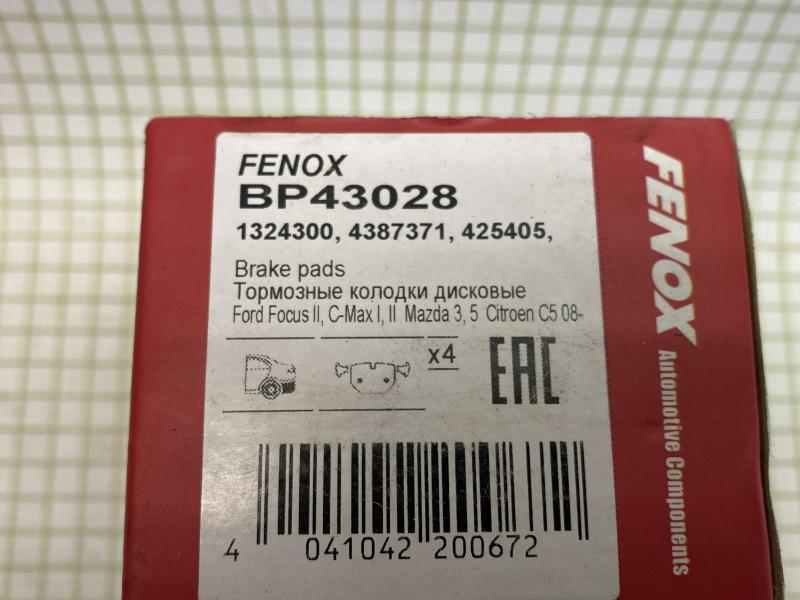 FENOX
BP43028
1324300, 4387371, 425405,
Brake pads
Тормозные колодки дисковые
Ford Focus II, C-Max I, II Mazda 3, 5 Citroen C5 08-
x4
EAC
4 041042 200672
FENOX
Automotive Components